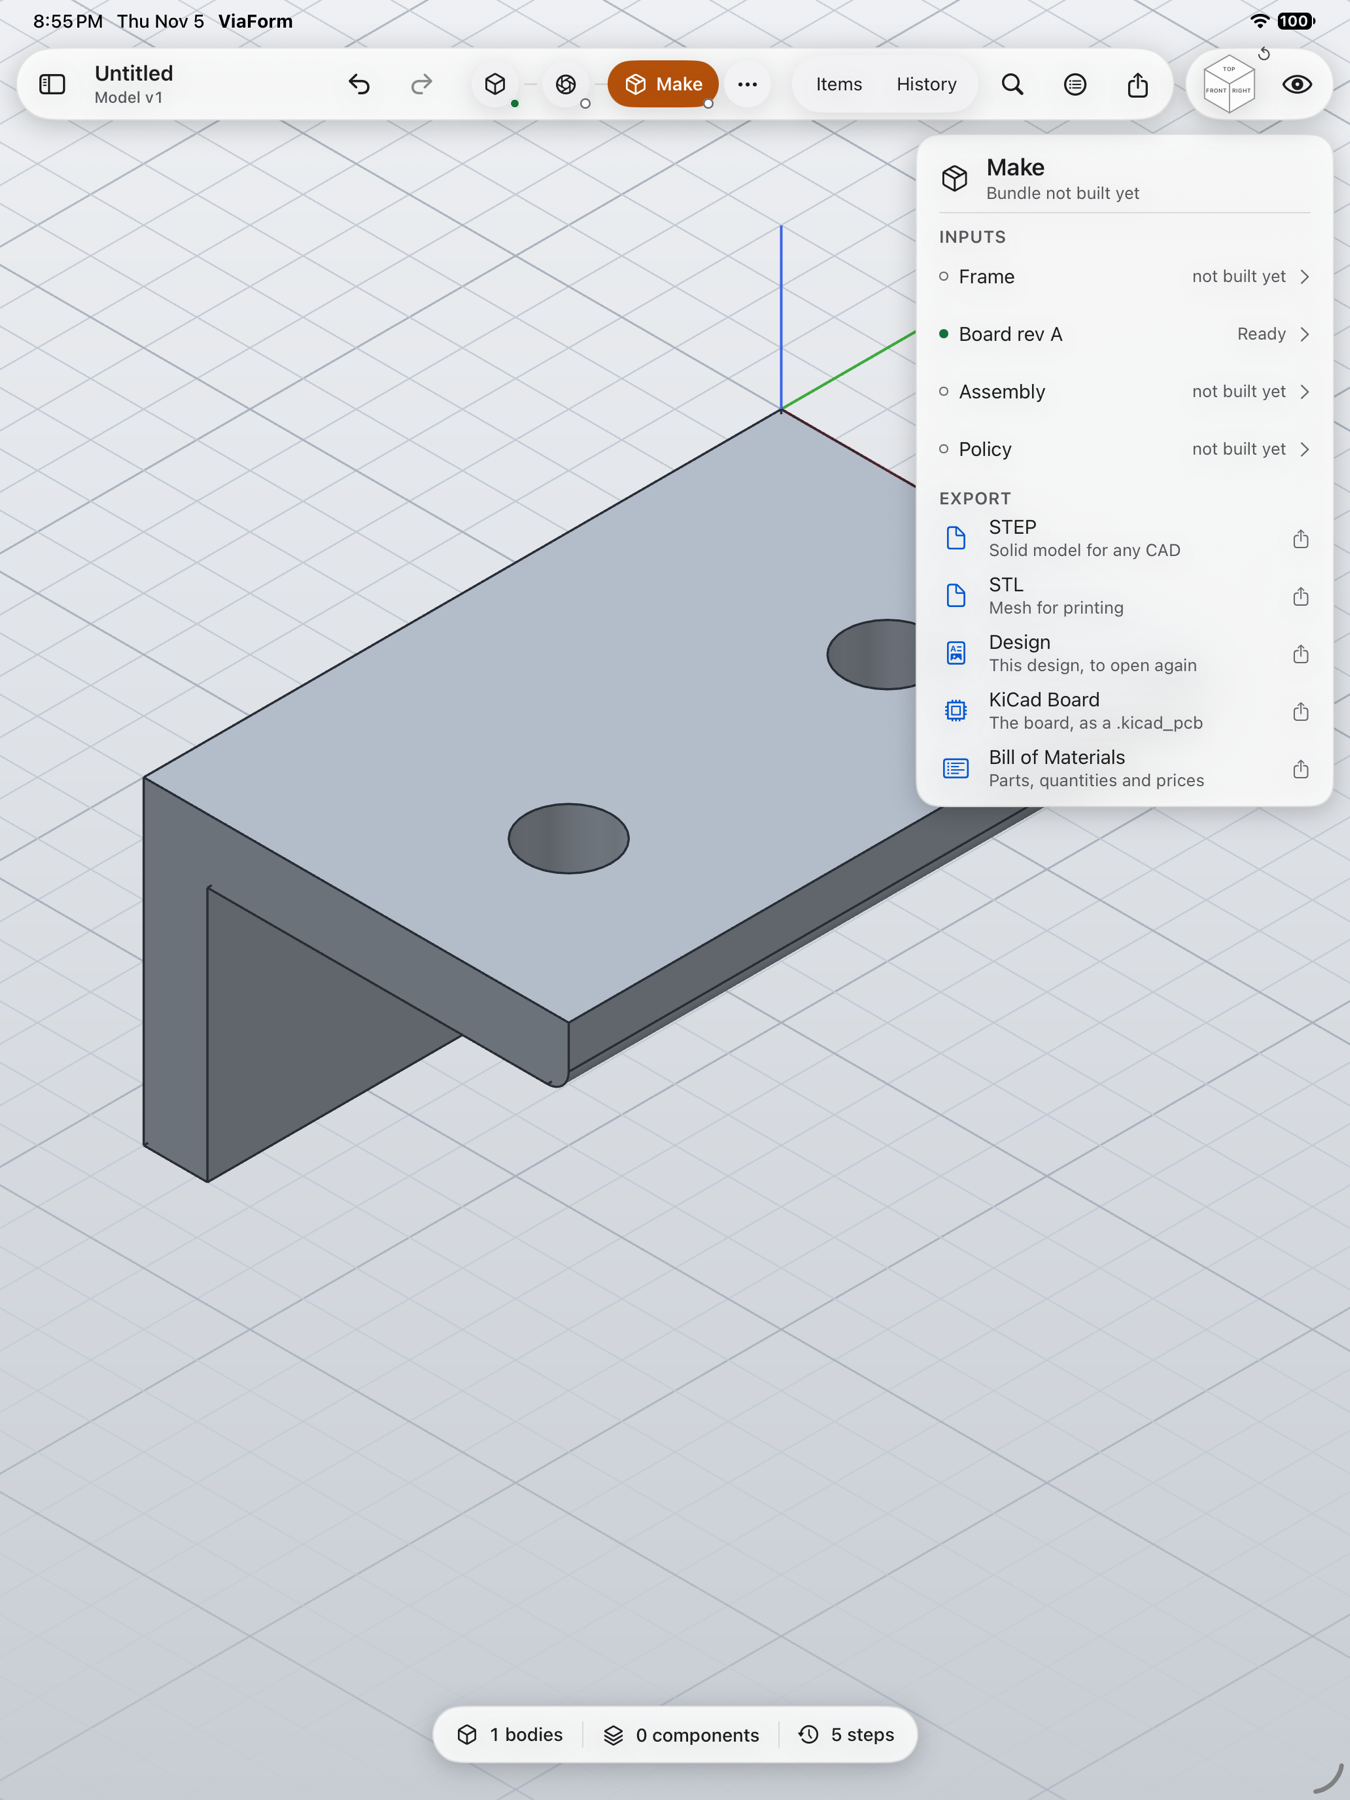 8:55 PM Thu Nov 5 ViaForm
100
Untitled
Model v1
Make
Items
History
TOP
FRONT
RIGHT
Make
Bundle not built yet
INPUTS
Frame not built yet
Board rev A Ready
Assembly not built yet
Policy not built yet
EXPORT
STEP
Solid model for any CAD
STL
Mesh for printing
Design
This design, to open again
KiCad Board
The board, as a .kicad_pcb
Bill of Materials
Parts, quantities and prices
1 bodies
0 components
5 steps